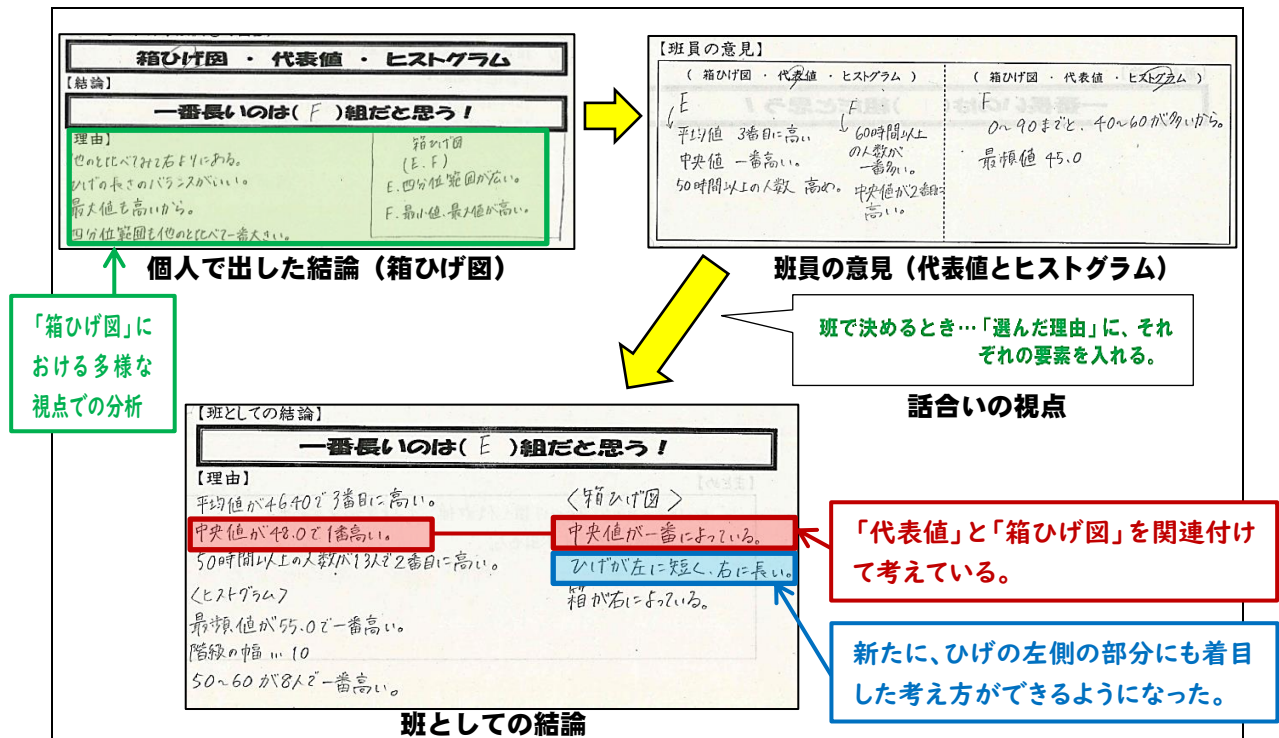 箱ひげ図 ・ 代表値 ・ ヒストグラム
【結論】
一番長いのは( F )組だと思う!
理由】
他のと比べてみて右よりにある。
ひげの長さのバランスがいい。
最大値も高いから。
四分位範囲も他のと比べて一番大きい。
箱ひげ図
(E.F)
E.四分位範囲が広い。
F.最小値、最大値が高い。
個人で出した結論(箱ひげ図)
【班員の意見】
( 箱ひげ図 ・ 代表値 ・ ヒストグラム )
E
平均値 3番目に高い
中央値 一番高い。
50時間以上の人数 高め。
F
60時間以上
の人数が
一番多い。
中央値が2番目に
高い。
( 箱ひげ図 ・ 代表値 ・ ヒストグラム )
F
0~90までと、40~60が多いから。
最頻値 45.0
班員の意見(代表値とヒストグラム)
「箱ひげ図」に
おける多様な
視点での分析
班で決めるとき…「選んだ理由」に、それ
ぞれの要素を入れる。
話合いの視点
【班としての結論】
一番長いのは( E )組だと思う!
【理由】
平均値が46.40で3番目に高い。
中央値が48.0で1番高い。
50時間以上の人数が13人で2番目に高い。
<ヒストグラム>
最頻値が55.0で一番高い。
階級の幅 … 10
50~60が8人で一番高い。
<箱ひげ図>
中央値が一番によっている。
ひげが左に短く、右に長い。
箱が右によっている。
班としての結論
「代表値」と「箱ひげ図」を関連付け
て考えている。
新たに、ひげの左側の部分にも着目
した考え方ができるようになった。